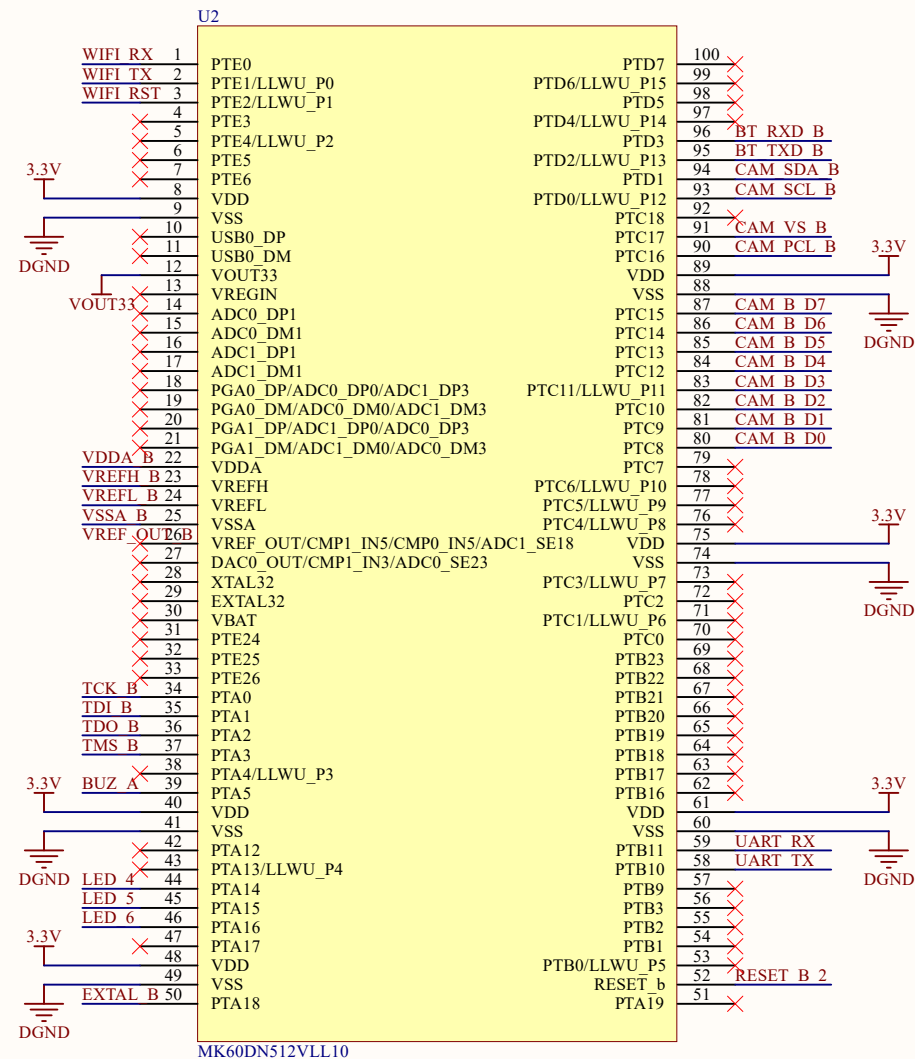 U2
WIFI_RX 1 PTE0
WIFI_TX 2 PTE1/LLWU_P0
WIFI_RST 3 PTE2/LLWU_P1
4 PTE3
5 PTE4/LLWU_P2
6 PTE5
7 PTE6
3.3V
8 VDD
9 VSS
DGND
10 USB0_DP
11 USB0_DM
12 VOUT33
VOUT33
13 VREGIN
14 ADC0_DP1
15 ADC0_DM1
16 ADC1_DP1
17 ADC1_DM1
18 PGA0_DP/ADC0_DP0/ADC1_DP3
19 PGA0_DM/ADC0_DM0/ADC1_DM3
20 PGA1_DP/ADC1_DP0/ADC0_DP3
21 PGA1_DM/ADC1_DM0/ADC0_DM3
VDDA_B 22 VDDA
VREFH_B 23 VREFH
VREFL_B 24 VREFL
VSSA_B 25 VSSA
VREF_OUT_B 26 VREF_OUT/CMP1_IN5/CMP0_IN5/ADC1_SE18
27 DAC0_OUT/CMP1_IN3/ADC0_SE23
28 XTAL32
29 EXTAL32
30 VBAT
31 PTE24
32 PTE25
33 PTE26
TCK_B 34 PTA0
TDI_B 35 PTA1
TDO_B 36 PTA2
TMS_B 37 PTA3
38 PTA4/LLWU_P3
BUZ_A 39 PTA5
3.3V
40 VDD
41 VSS
DGND
42 PTA12
43 PTA13/LLWU_P4
LED_4 44 PTA14
LED_5 45 PTA15
LED_6 46 PTA16
47 PTA17
3.3V
48 VDD
49 VSS
DGND
EXTAL_B 50 PTA18
PTD7 100
PTD6/LLWU_P15 99
PTD5 98
PTD4/LLWU_P14 97
PTD3 96 BT_RXD_B
PTD2/LLWU_P13 95 BT_TXD_B
PTD1 94 CAM_SDA_B
PTD0/LLWU_P12 93 CAM_SCL_B
PTC18 92
PTC17 91 CAM_VS_B
PTC16 90 CAM_PCL_B
3.3V
VDD 89
VSS 88
DGND
PTC15 87 CAM_B_D7
PTC14 86 CAM_B_D6
PTC13 85 CAM_B_D5
PTC12 84 CAM_B_D4
PTC11/LLWU_P11 83 CAM_B_D3
PTC10 82 CAM_B_D2
PTC9 81 CAM_B_D1
PTC8 80 CAM_B_D0
PTC7 79
PTC6/LLWU_P10 78
PTC5/LLWU_P9 77
PTC4/LLWU_P8 76
3.3V
VDD 75
VSS 74
DGND
PTC3/LLWU_P7 73
PTC2 72
PTC1/LLWU_P6 71
PTC0 70
PTB23 69
PTB22 68
PTB21 67
PTB20 66
PTB19 65
PTB18 64
PTB17 63
PTB16 62
3.3V
VDD 61
VSS 60
DGND
PTB11 59 UART_RX
PTB10 58 UART_TX
PTB9 57
PTB3 56
PTB2 55
PTB1 54
PTB0/LLWU_P5 53
RESET_b 52 RESET_B_2
PTA19 51
MK60DN512VLL10